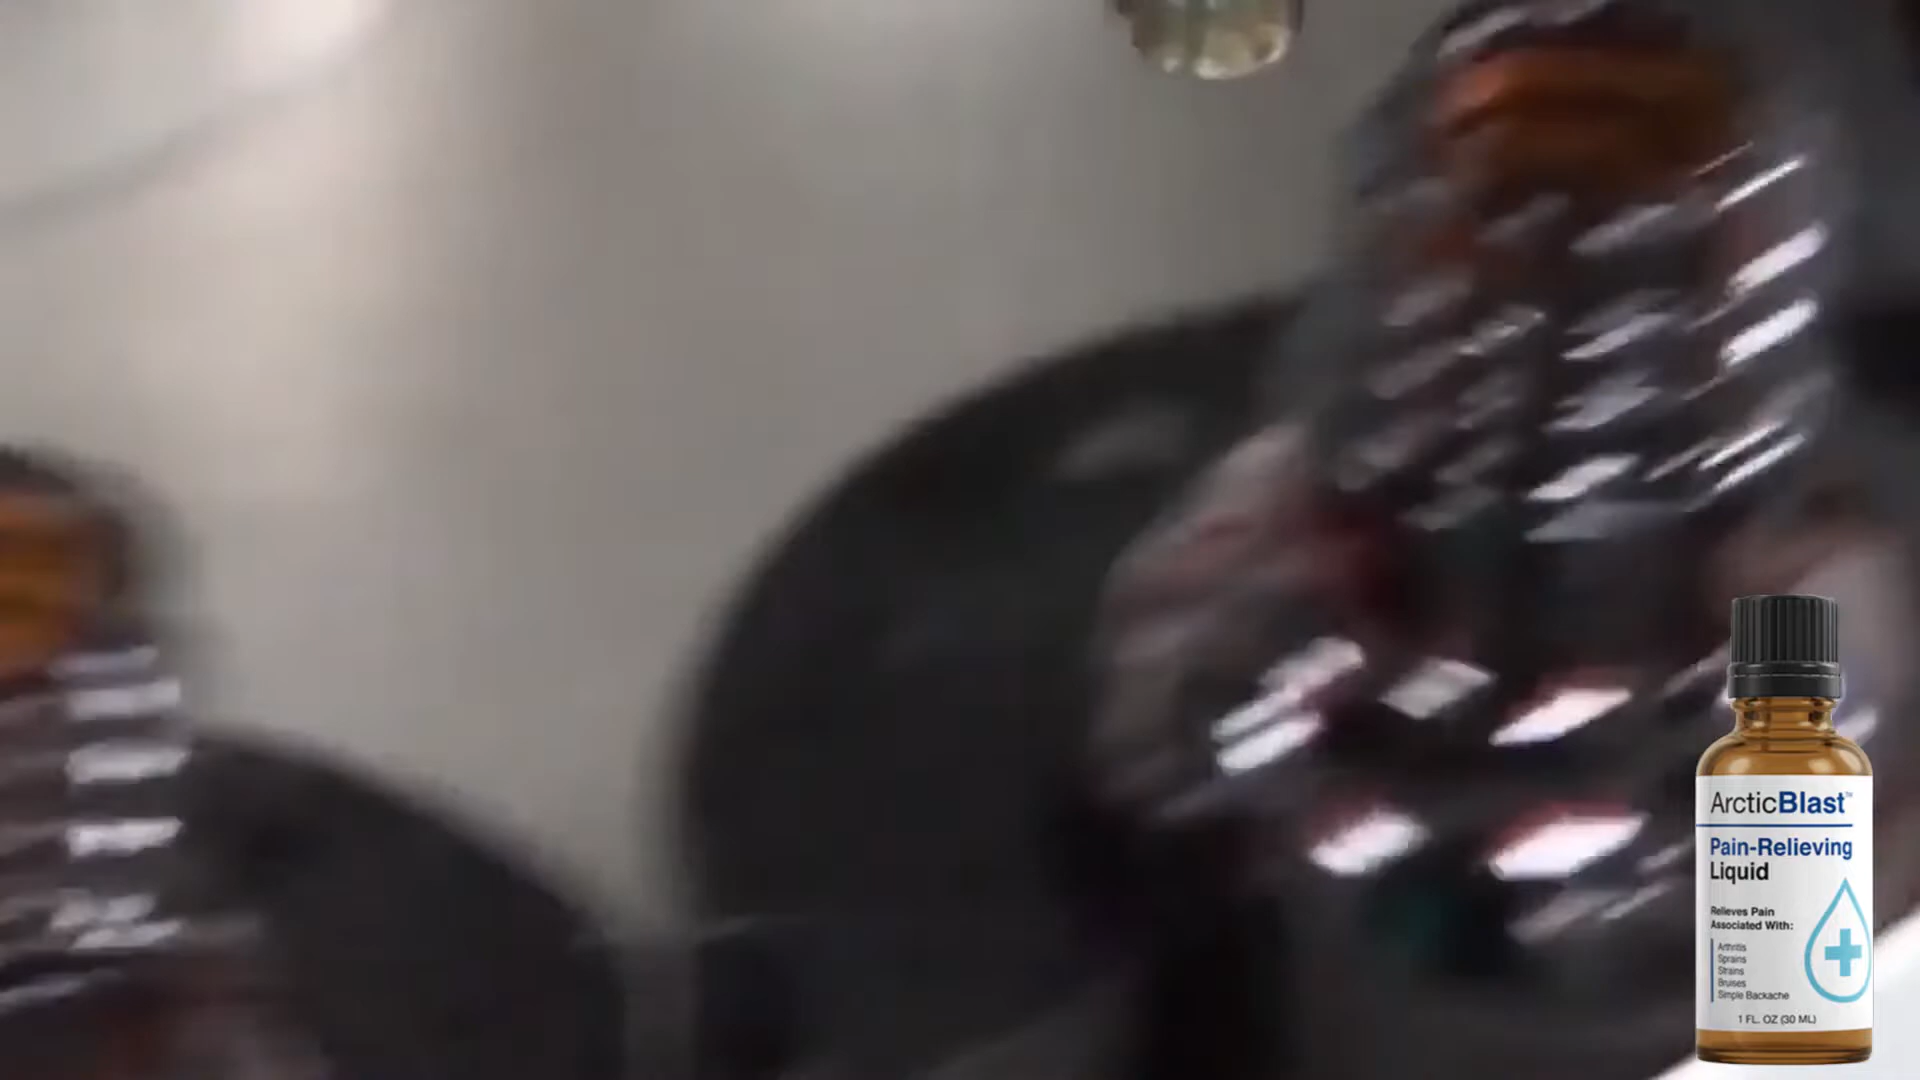 ArcticBlast™
Pain-Relieving
Liquid
Relieves Pain
Associated With:
Arthritis
Sprains
Strains
Bruises
Simple Backache
1 FL. OZ (30 ML)